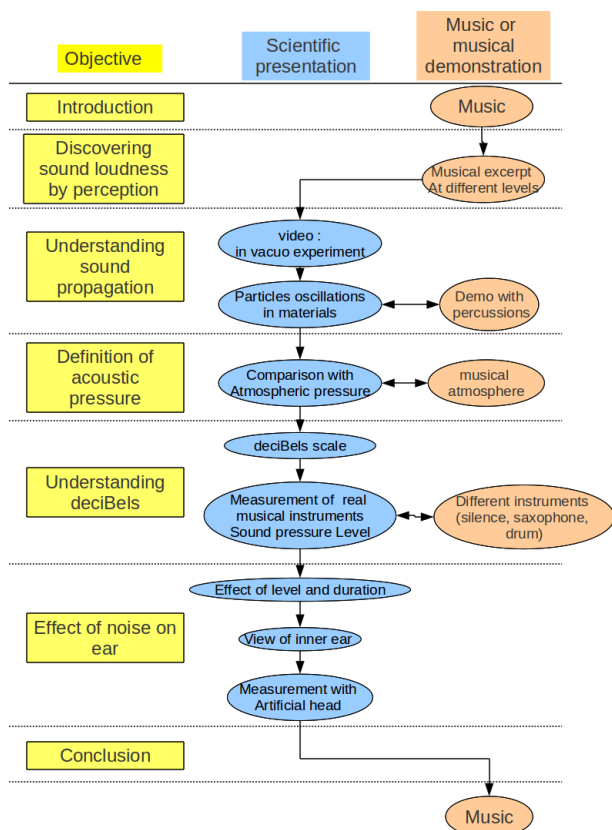 Objective
Scientific
presentation
Music or
musical
demonstration
Introduction
Music
Discovering
sound loudness
by perception
Musical excerpt
At different levels
Understanding
sound
propagation
video :
in vacuo experiment
Particles oscillations
in materials
Demo with
percussions
Definition of
acoustic
pressure
Comparison with
Atmospheric pressure
musical
atmosphere
Understanding
deciBels
deciBels scale
Measurement of real
musical instruments
Sound pressure Level
Different instruments
(silence, saxophone,
drum)
Effect of noise on
ear
Effect of level and duration
View of inner ear
Measurement with
Artificial head
Conclusion
Music